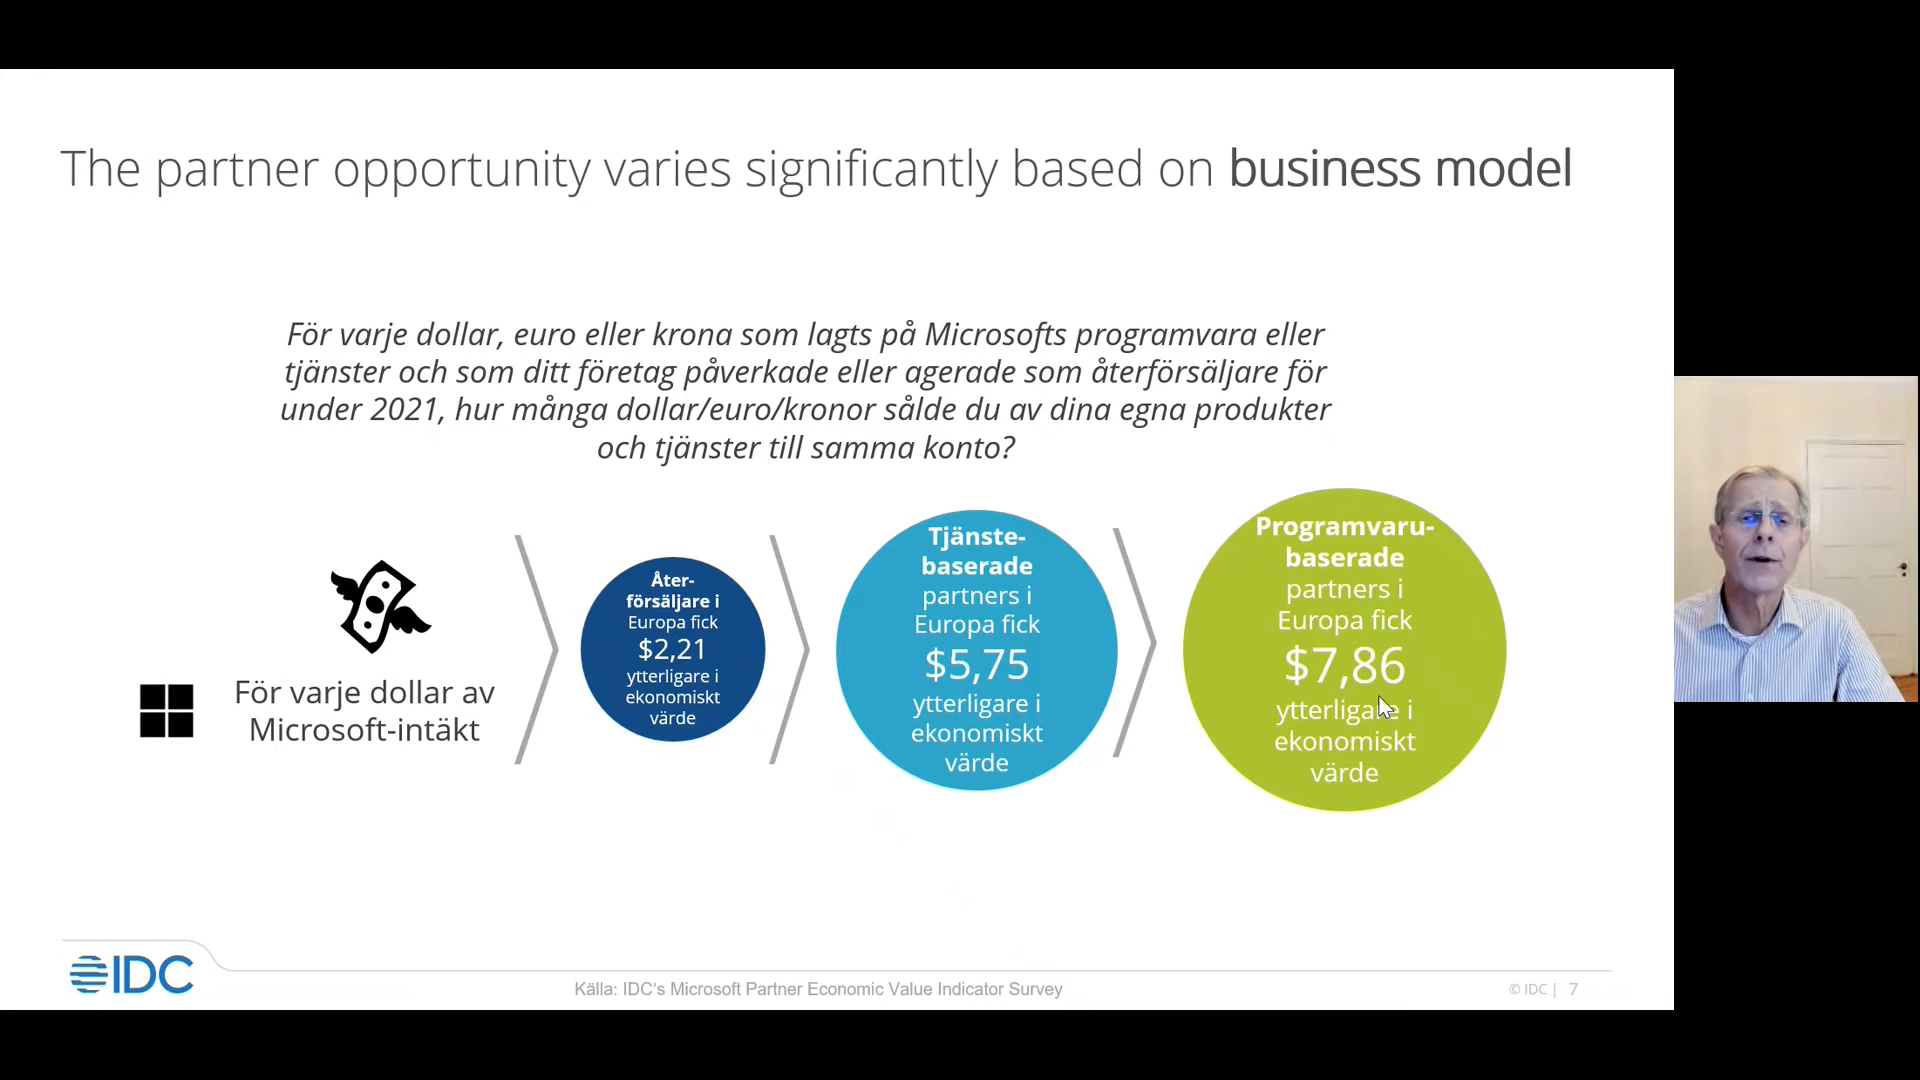 The partner opportunity varies significantly based on business model
För varje dollar, euro eller krona som lagts på Microsofts programvara eller
tjänster och som ditt företag påverkade eller agerade som återförsäljare för
under 2021, hur många dollar/euro/kronor sålde du av dina egna produkter
och tjänster till samma konto?
För varje dollar av
Microsoft-intäkt
Åter-
försäljare i
Europa fick
$2,21
ytterligare i
ekonomiskt
värde
Tjänste-
baserade
partners i
Europa fick
$5,75
ytterligare i
ekonomiskt
värde
Programvaru-
baserade
partners i
Europa fick
$7,86
ytterligare i
ekonomiskt
värde
IDC
Källa: IDC's Microsoft Partner Economic Value Indicator Survey
© IDC | 7